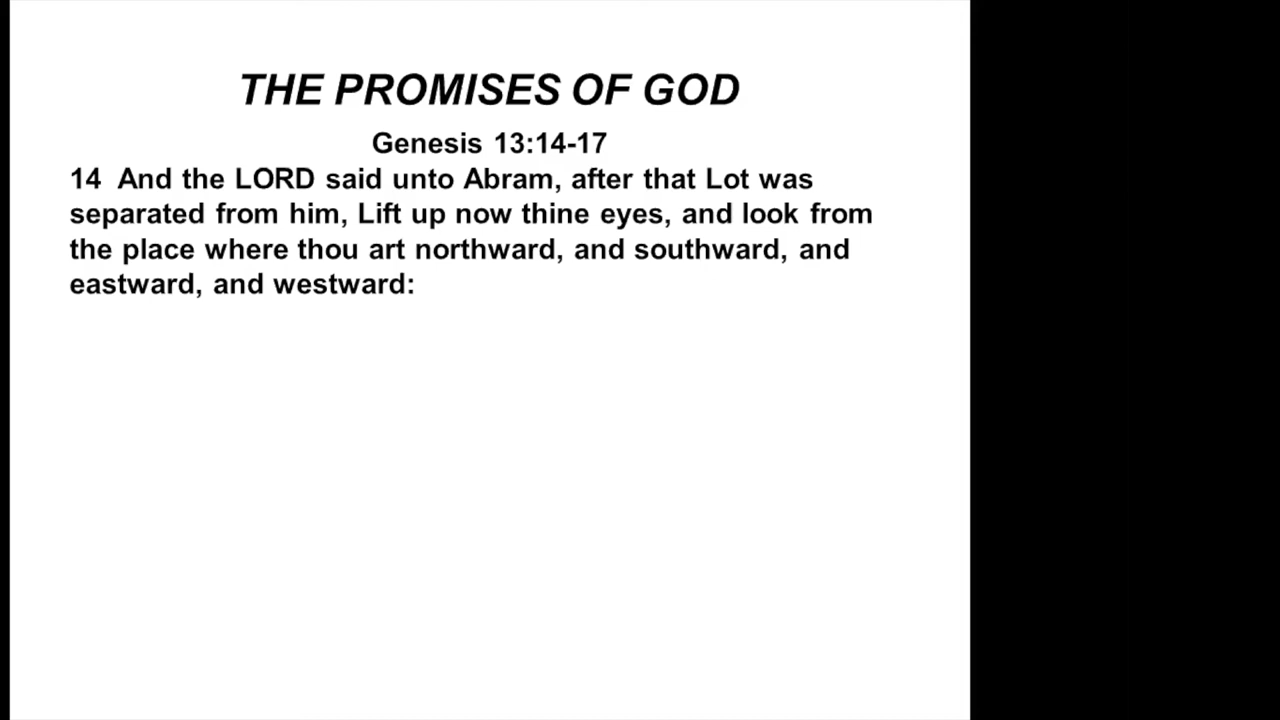 THE PROMISES OF GOD
Genesis 13:14-17
14 And the LORD said unto Abram, after that Lot was
separated from him, Lift up now thine eyes, and look from
the place where thou art northward, and southward, and
eastward, and westward: